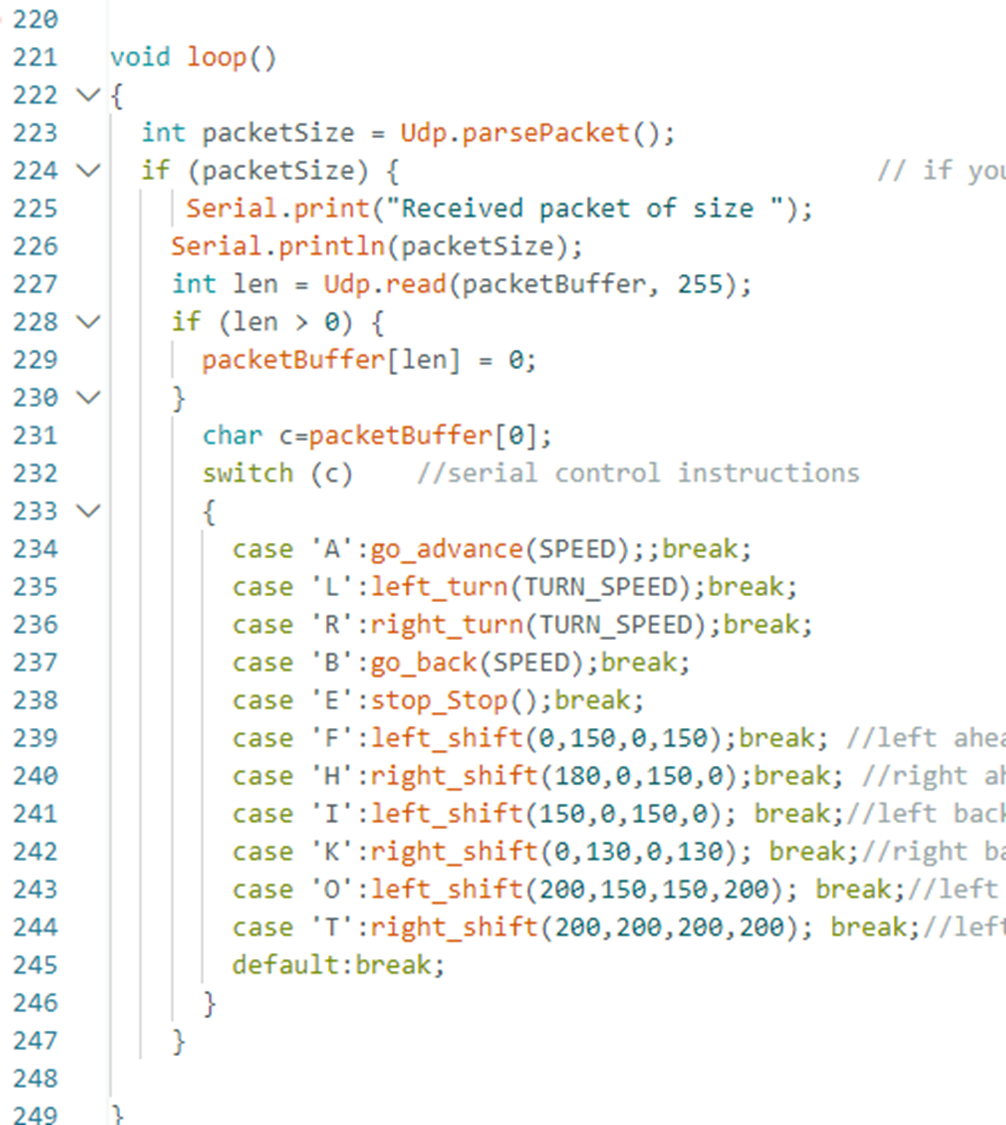 220
221 void loop()
222 {
223 int packetSize = Udp.parsePacket();
224 if (packetSize) { // if you
225 Serial.print("Received packet of size ");
226 Serial.println(packetSize);
227 int len = Udp.read(packetBuffer, 255);
228 if (len > 0) {
229 packetBuffer[len] = 0;
230 }
231 char c=packetBuffer[0];
232 switch (c) //serial control instructions
233 {
234 case 'A':go_advance(SPEED);;break;
235 case 'L':left_turn(TURN_SPEED);break;
236 case 'R':right_turn(TURN_SPEED);break;
237 case 'B':go_back(SPEED);break;
238 case 'E':stop_Stop();break;
239 case 'F':left_shift(0,150,0,150);break; //left ahea
240 case 'H':right_shift(180,0,150,0);break; //right ah
241 case 'I':left_shift(150,0,150,0); break;//left back
242 case 'K':right_shift(0,130,0,130); break;//right ba
243 case 'O':left_shift(200,150,150,200); break;//left
244 case 'T':right_shift(200,200,200,200); break;//left
245 default:break;
246 }
247 }
248
249 }